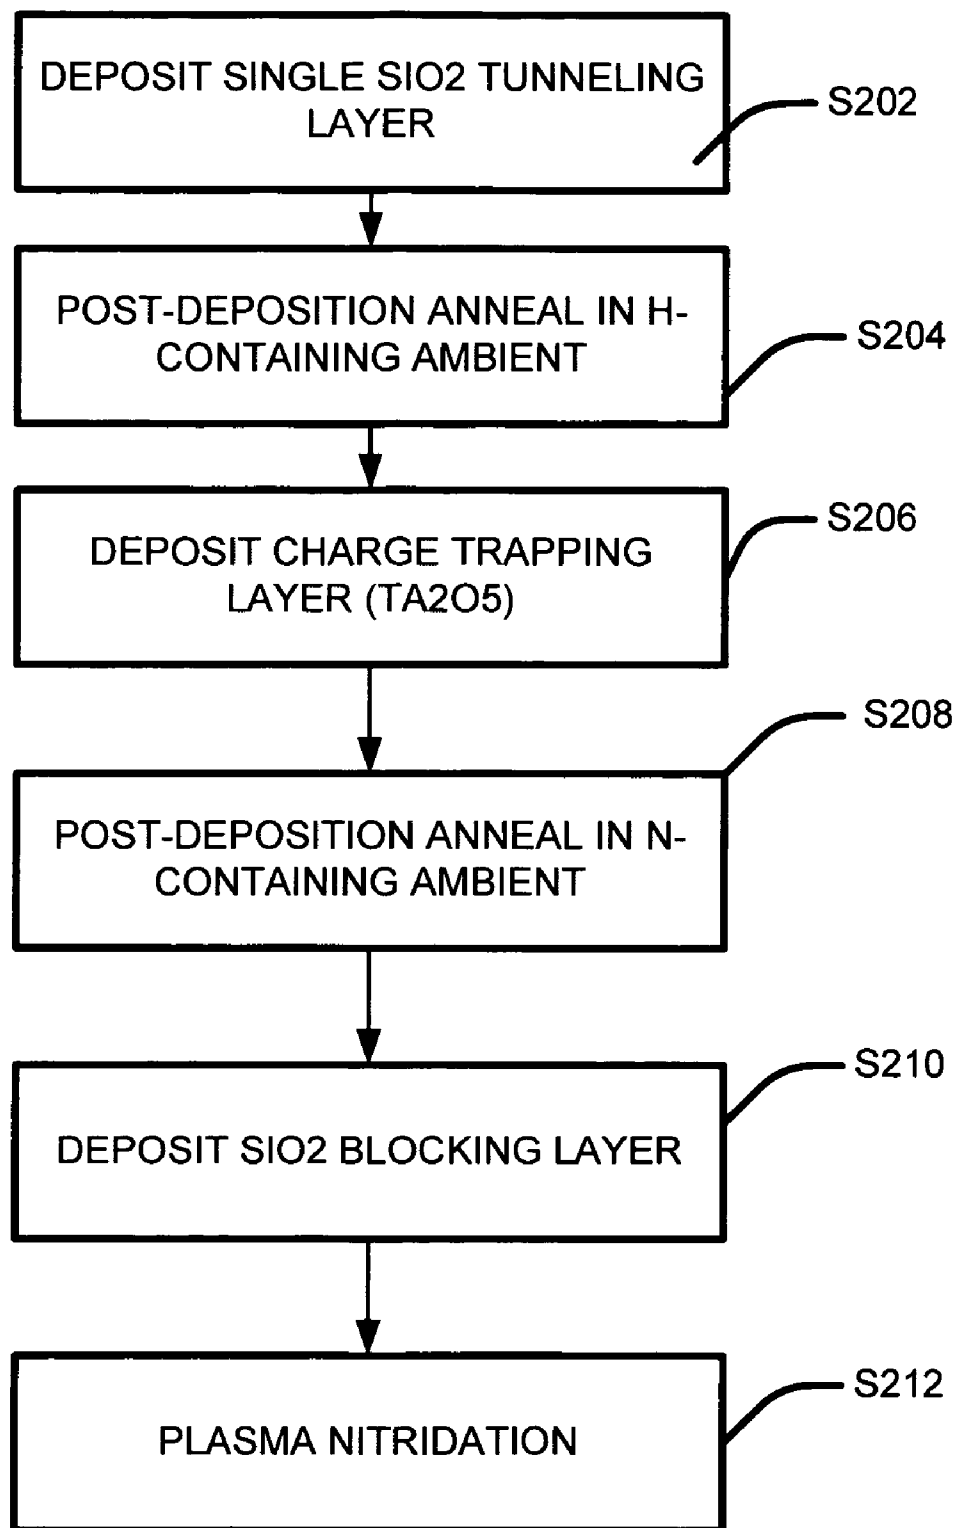 DEPOSIT SINGLE SIO2 TUNNELING
LAYER
S202
POST-DEPOSITION ANNEAL IN H-
CONTAINING AMBIENT
S204
DEPOSIT CHARGE TRAPPING
LAYER (TA2O5)
S206
POST-DEPOSITION ANNEAL IN N-
CONTAINING AMBIENT
S208
DEPOSIT SIO2 BLOCKING LAYER
S210
PLASMA NITRIDATION
S212